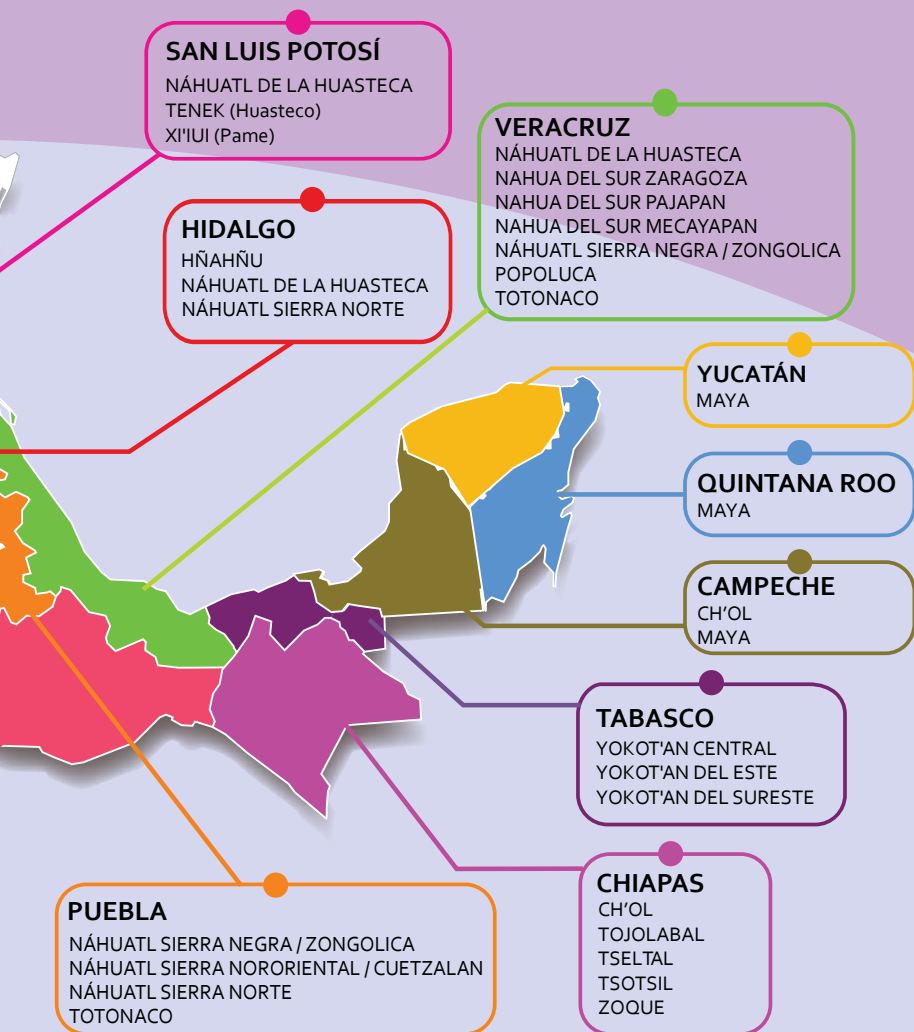 SAN LUIS POTOSÍ
NÁHUATL DE LA HUASTECA
TENEK (Huasteco)
XI'IUI (Pame)
VERACRUZ
NÁHUATL DE LA HUASTECA
NAHUA DEL SUR ZARAGOZA
NAHUA DEL SUR PAJAPAN
NAHUA DEL SUR MECAYAPAN
NÁHUATL SIERRA NEGRA / ZONGOLICA
POPOLUCA
TOTONACO
HIDALGO
HÑAHÑU
NÁHUATL DE LA HUASTECA
NÁHUATL SIERRA NORTE
YUCATÁN
MAYA
QUINTANA ROO
MAYA
CAMPECHE
CH’OL
MAYA
TABASCO
YOKOT'AN CENTRAL
YOKOT'AN DEL ESTE
YOKOT'AN DEL SURESTE
CHIAPAS
CH’OL
TOJOLABAL
TSELTAL
TSOTSIL
ZOQUE
PUEBLA
NÁHUATL SIERRA NEGRA / ZONGOLICA
NÁHUATL SIERRA NORORIENTAL / CUETZALAN
NÁHUATL SIERRA NORTE
TOTONACO